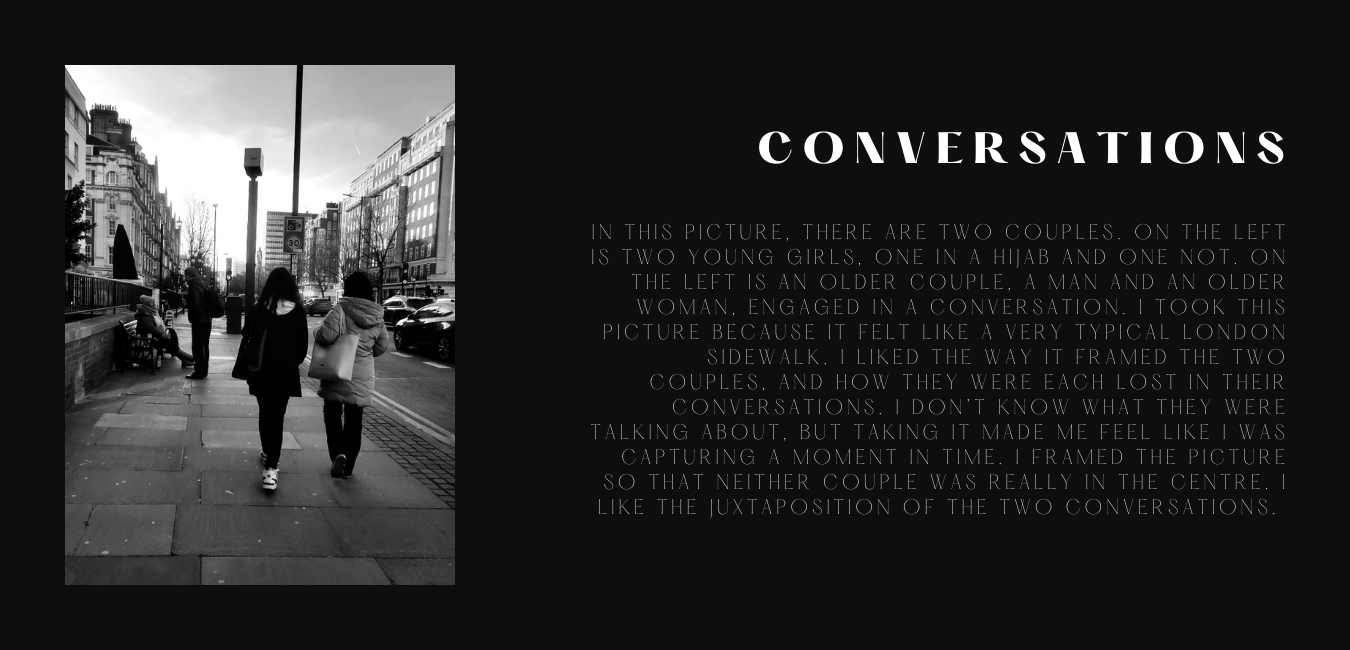 CONVERSATIONS
IN THIS PICTURE, THERE ARE TWO COUPLES. ON THE LEFT
IS TWO YOUNG GIRLS, ONE IN A HIJAB AND ONE NOT. ON
THE LEFT IS AN OLDER COUPLE, A MAN AND AN OLDER
WOMAN, ENGAGED IN A CONVERSATION. I TOOK THIS
PICTURE BECAUSE IT FELT LIKE A VERY TYPICAL LONDON
SIDEWALK. I LIKED THE WAY IT FRAMED THE TWO
COUPLES, AND HOW THEY WERE EACH LOST IN THEIR
CONVERSATIONS. I DON'T KNOW WHAT THEY WERE
TALKING ABOUT, BUT TAKING IT MADE ME FEEL LIKE I WAS
CAPTURING A MOMENT IN TIME. I FRAMED THE PICTURE
SO THAT NEITHER COUPLE WAS REALLY IN THE CENTRE. I
LIKE THE JUXTAPOSITION OF THE TWO CONVERSATIONS.
30